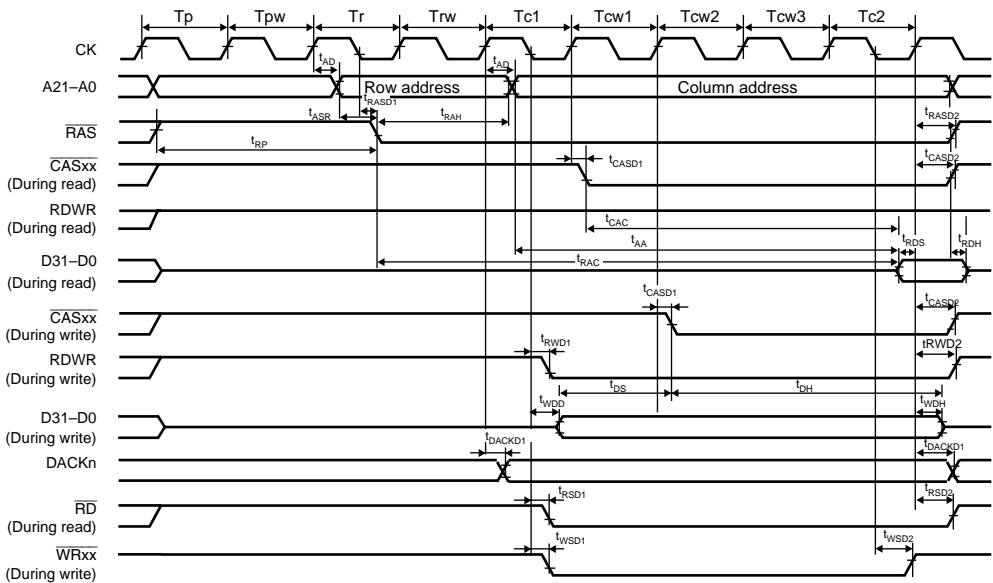 Tp Tpw Tr Trw Tc1 Tcw1 Tcw2 Tcw3 Tc2
CK
tAD tAD
A21–A0 Row address Column address
tRASD1 tASR tRAH tRASD2
RAS
tRP
CASxx tCASD1 tCASD2
(During read)
RDWR
(During read) tCAC
tAA tRDS tRDH
D31–D0 tRAC
(During read)
tCASD1 tCASD2
CASxx
(During write)
RDWR tRWD1 tRWD2
(During write)
tDS tDH
tWDD tWDH
D31–D0
(During write)
tDACKD1 tDACKD1
DACKn
RD tRSD1 tRSD2
(During read)
WRxx tWSD1 tWSD2
(During write)